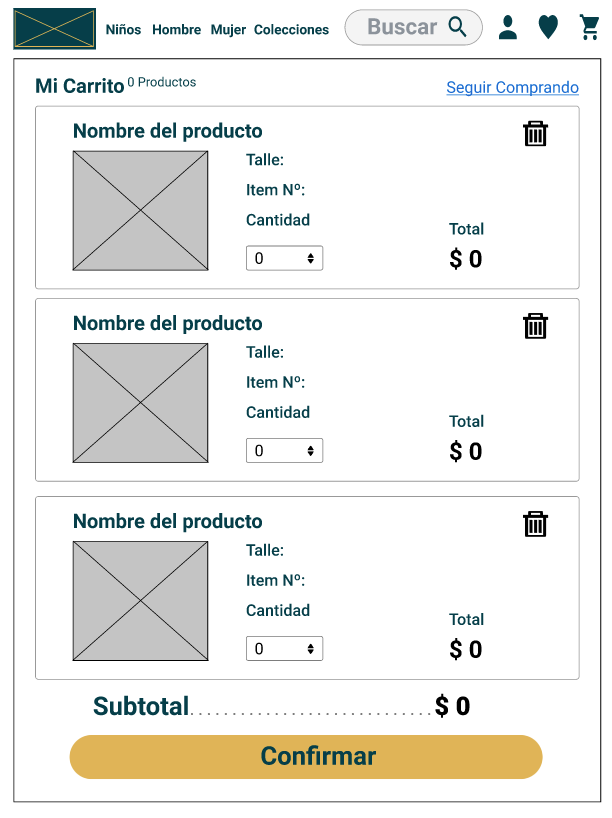 Niños Hombre Mujer Colecciones Buscar
Mi Carrito 0 Productos Seguir Comprando
Nombre del producto
Talle:
Item Nº:
Cantidad
Total
0 $ 0
Nombre del producto
Talle:
Item Nº:
Cantidad
Total
0 $ 0
Nombre del producto
Talle:
Item Nº:
Cantidad
Total
0 $ 0
Subtotal............................. $ 0
Confirmar